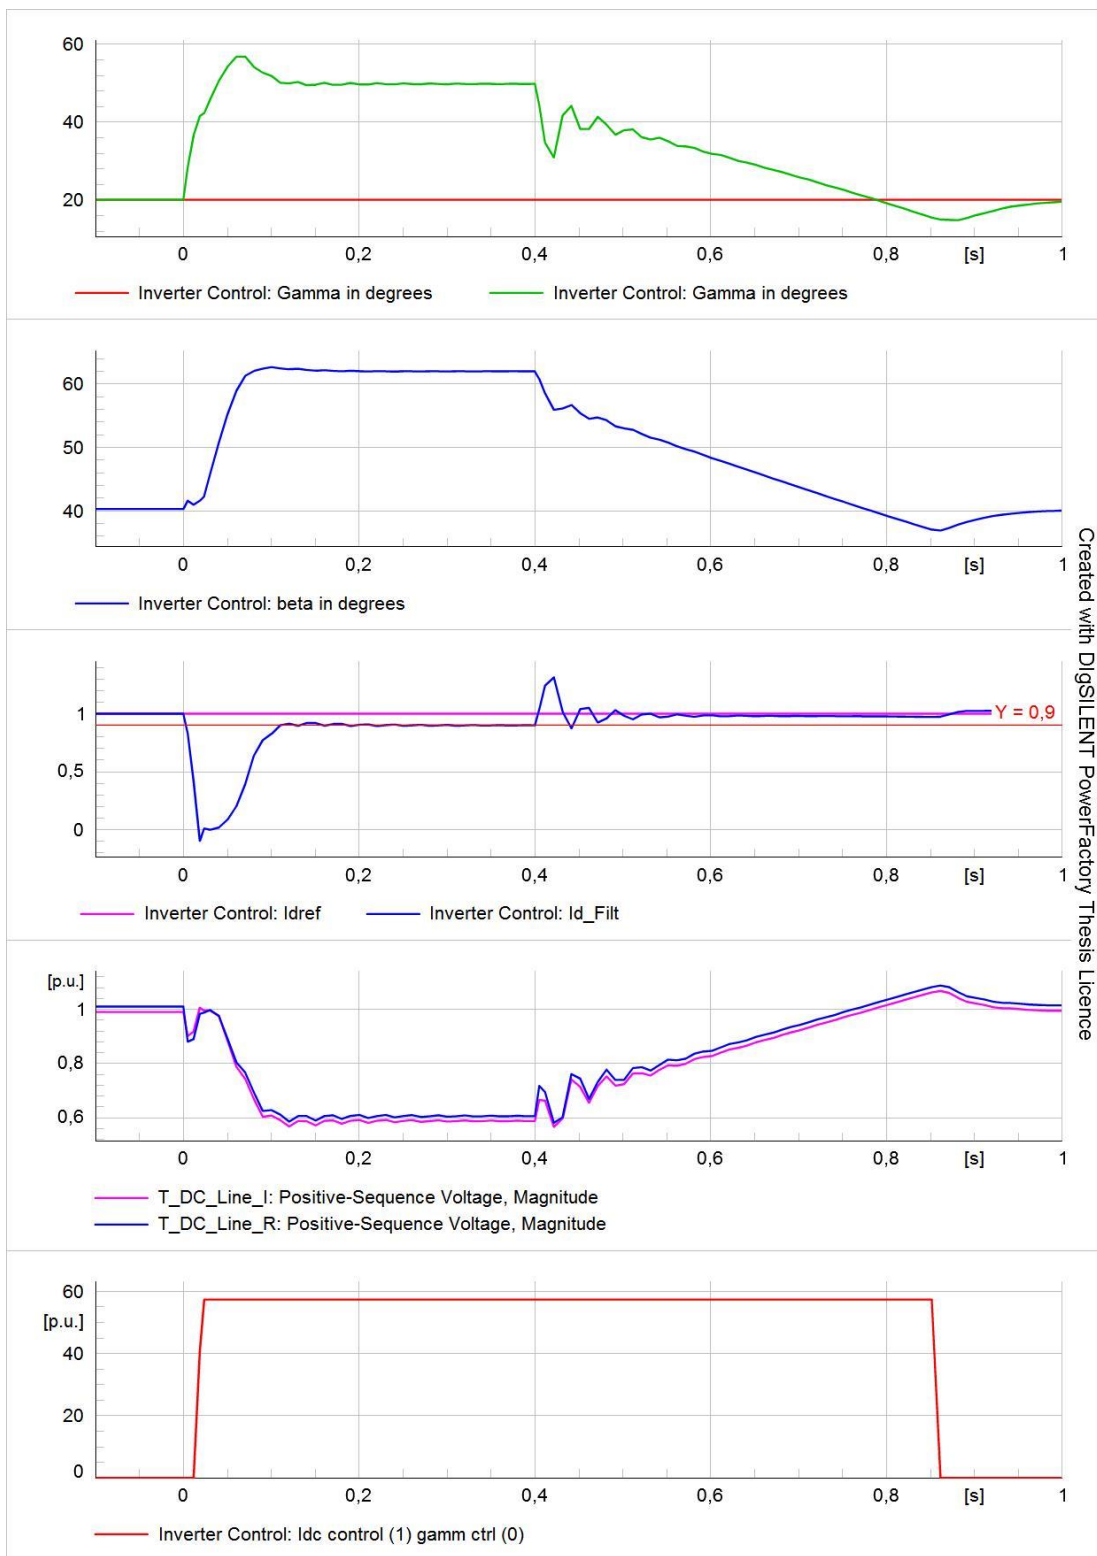 60
40
20
0 0,2 0,4 0,6 0,8 [s] 1
Inverter Control: Gamma in degrees Inverter Control: Gamma in degrees
60
50
40
0 0,2 0,4 0,6 0,8 [s] 1
Inverter Control: beta in degrees
1
Y = 0,9
0,5
0
0 0,2 0,4 0,6 0,8 [s] 1
Inverter Control: Idref Inverter Control: Id_Filt
[p.u.]
1
0,8
0,6
0 0,2 0,4 0,6 0,8 [s] 1
T_DC_Line_I: Positive-Sequence Voltage, Magnitude
T_DC_Line_R: Positive-Sequence Voltage, Magnitude
60
[p.u.]
40
20
0
0 0,2 0,4 0,6 0,8 [s] 1
Inverter Control: Idc control (1) gamm ctrl (0)
Created with DIgSILENT PowerFactory Thesis Licence